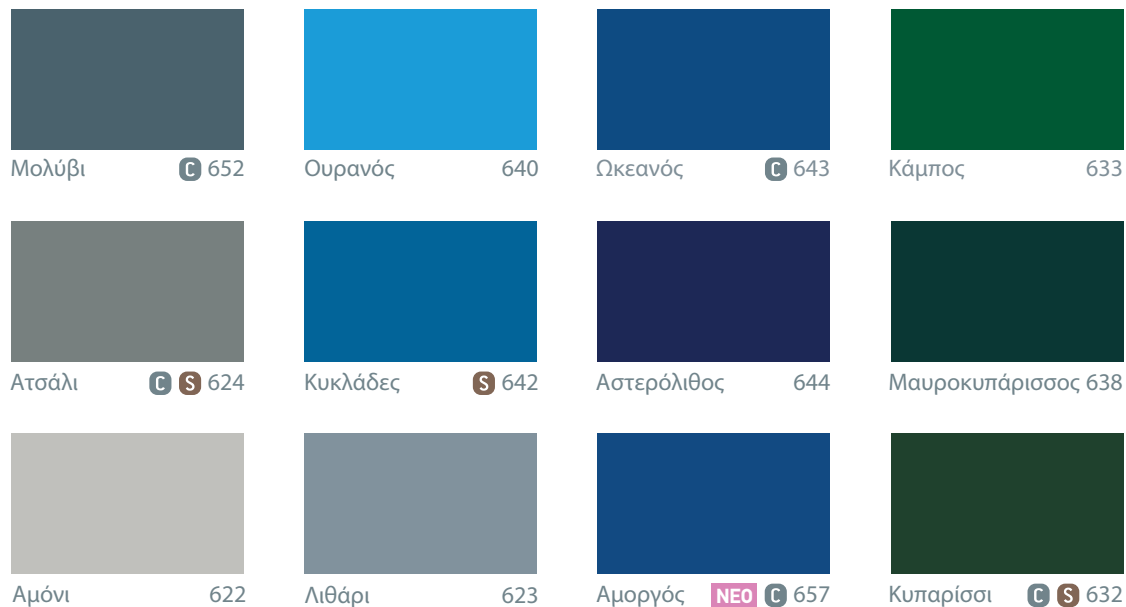 Μολύβι C 652
Ουρανός 640
Ωκεανός C 643
Κάμπος 633
Ατσάλι C S 624
Κυκλάδες S 642
Αστερόλιθος 644
Μαυροκυπάρισσος 638
Αμόνι 622
Λιθάρι 623
Αμοργός ΝΕΟ C 657
Κυπαρίσσι C S 632